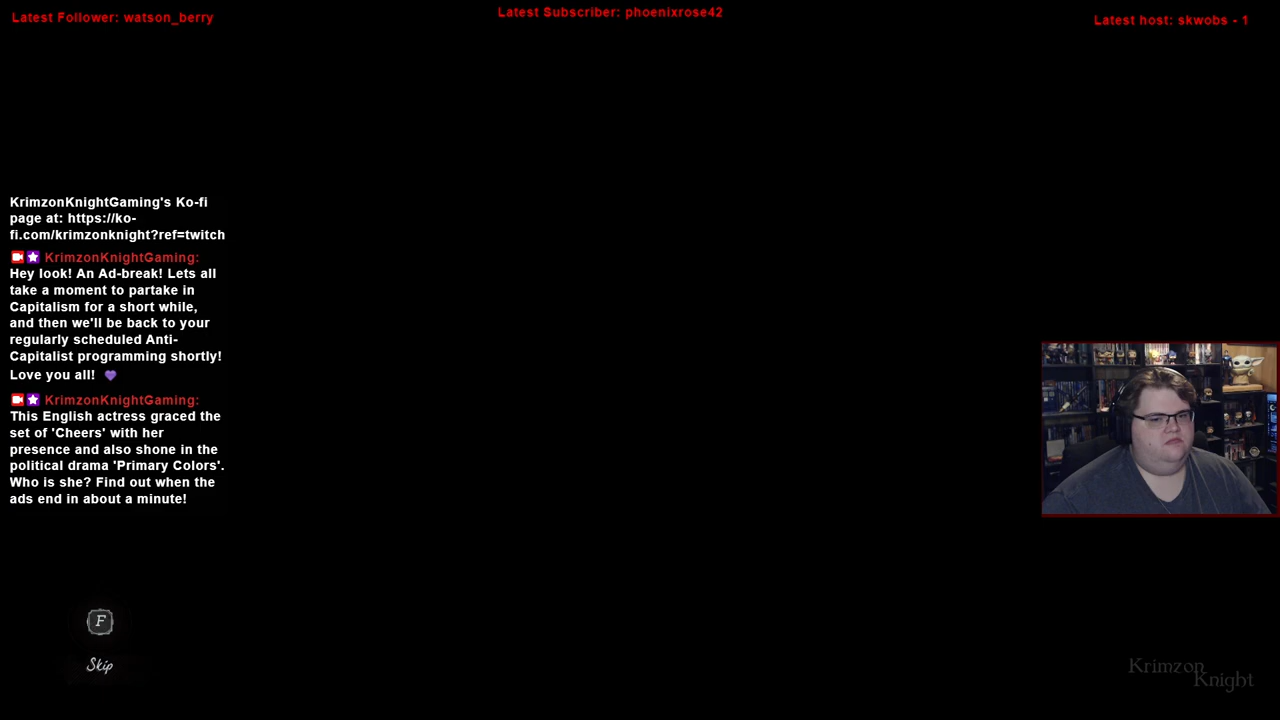 Latest Follower: watson_berry
Latest Subscriber: phoenixrose42
Latest host: skwobs - 1
KrimzonKnightGaming's Ko-fi
page at: https://ko-
fi.com/krimzonknight?ref=twitch
KrimzonKnightGaming:
Hey look! An Ad-break! Lets all
take a moment to partake in
Capitalism for a short while,
and then we'll be back to your
regularly scheduled Anti-
Capitalist programming shortly!
Love you all! 💜
KrimzonKnightGaming:
This English actress graced the
set of 'Cheers' with her
presence and also shone in the
political drama 'Primary Colors'.
Who is she? Find out when the
ads end in about a minute!
F
Skip
Krimzon
Knight